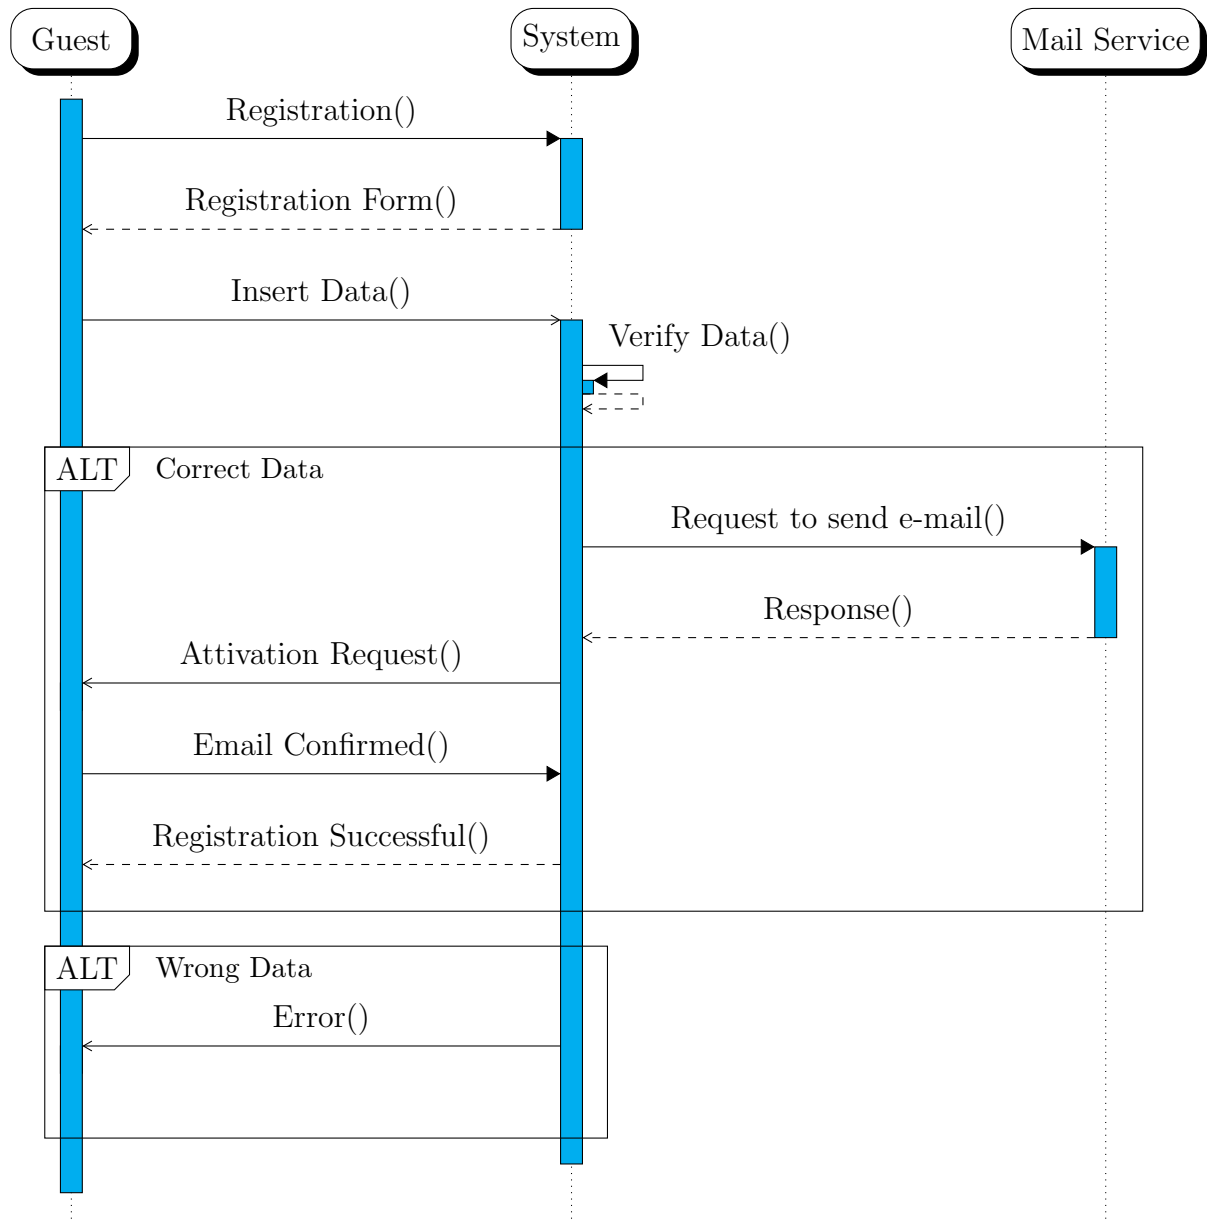 Guest
System
Mail Service
Registration()
Registration Form()
Insert Data()
Verify Data()
ALT
Correct Data
Request to send e-mail()
Response()
Attivation Request()
Email Confirmed()
Registration Successful()
ALT
Wrong Data
Error()